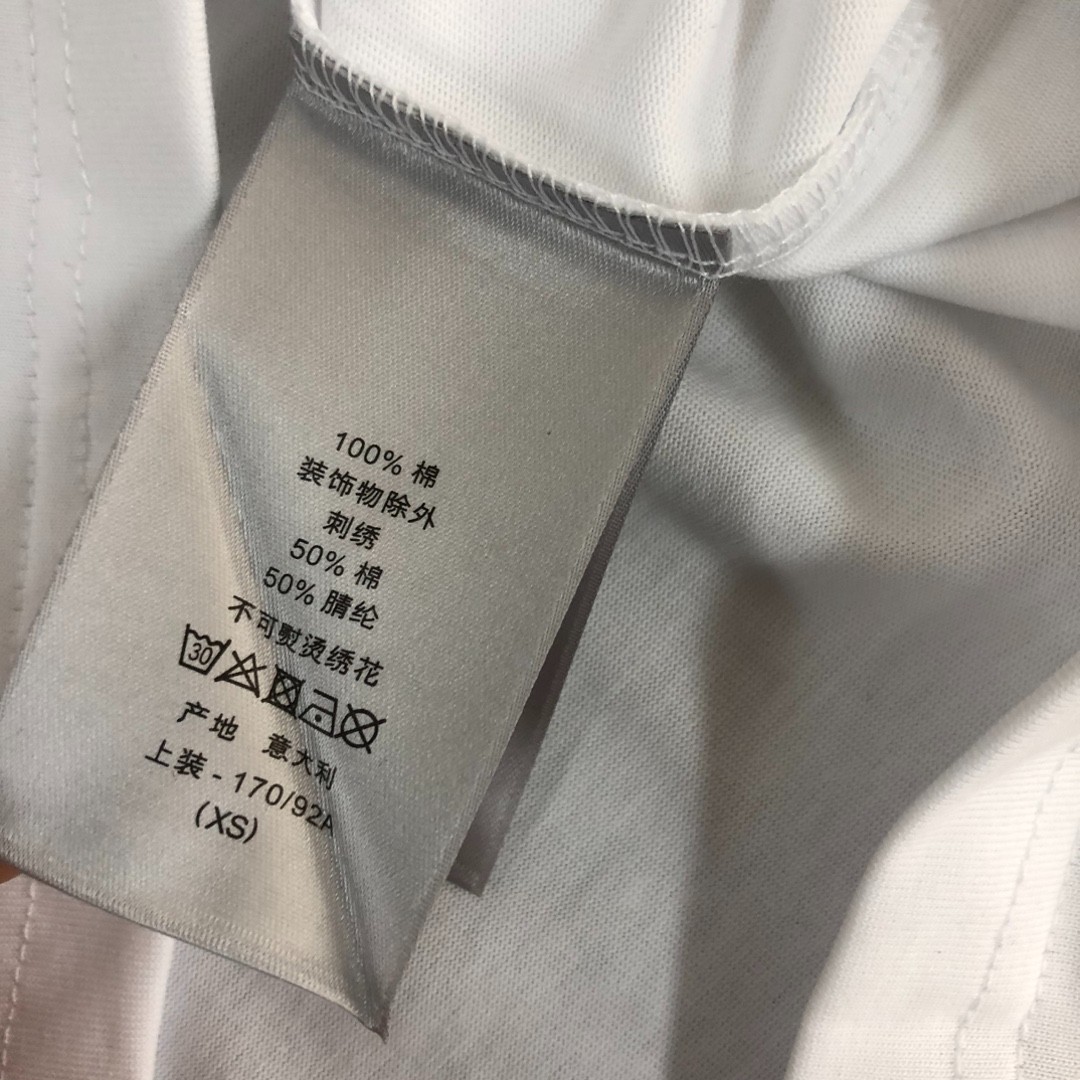 100% 棉
装饰物除外
刺绣
50% 棉
50% 腈纶
不可熨烫绣花
30
产地 意大利
上装 - 170/92A
(XS)